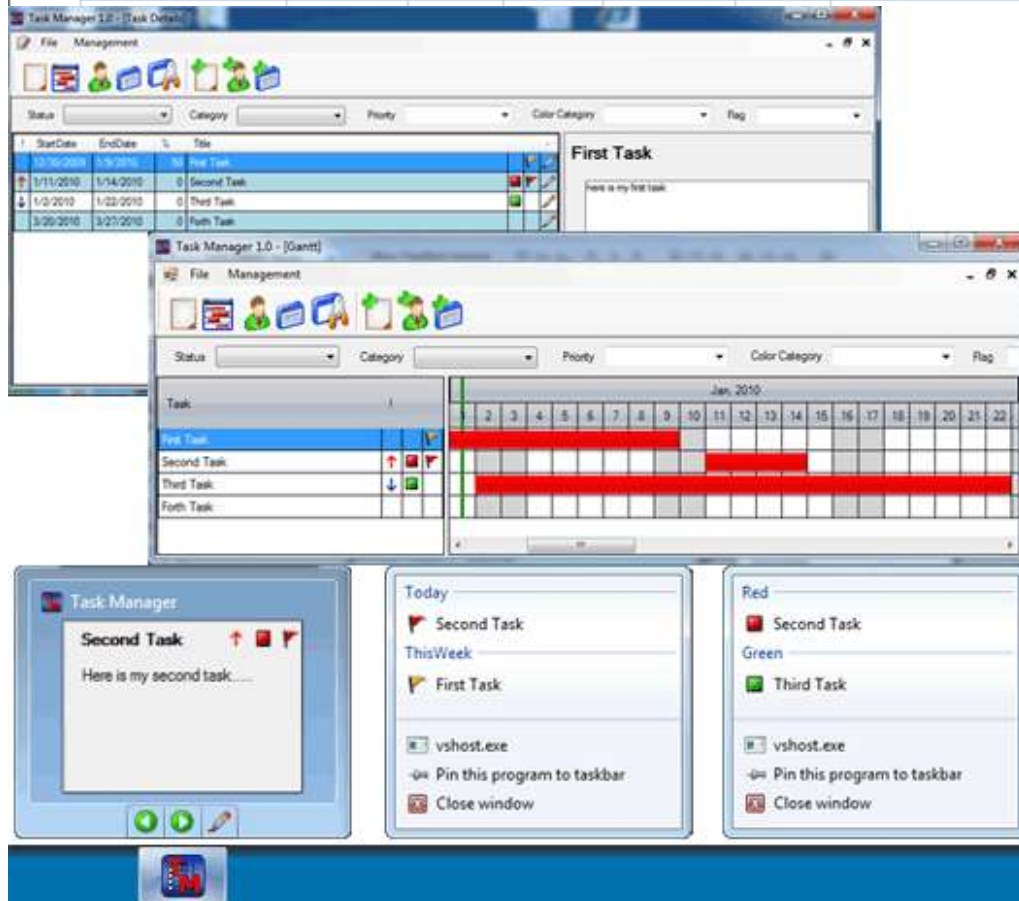 Task Manager 1.0 - [Task Details]
File Management
Status Category Priority Color Category Flag
! StartDate EndDate % Title
12/30/2009 1/9/2010 50 First Task
1/11/2010 1/14/2010 0 Second Task
1/2/2010 1/22/2010 0 Third Task
3/20/2010 3/27/2010 0 Forth Task
First Task
here is my first task
Task Manager 1.0 - [Gantt]
File Management
Status Category Priority Color Category Flag
Task !
Jan, 2010
1 2 3 4 5 6 7 8 9 10 11 12 13 14 15 16 17 18 19 20 21 22
First Task
Second Task
Third Task
Forth Task
Task Manager
Second Task
Here is my second task.....
Today
Second Task
ThisWeek
First Task
vshost.exe
Pin this program to taskbar
Close window
Red
Second Task
Green
Third Task
vshost.exe
Pin this program to taskbar
Close window
TM